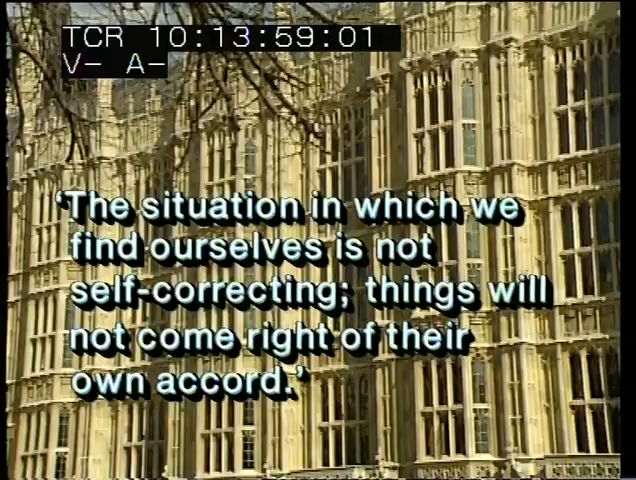 TCR 10:13:59:01
V- A-
‘The situation in which we
find ourselves is not
self-correcting; things will
not come right of their
own accord.’